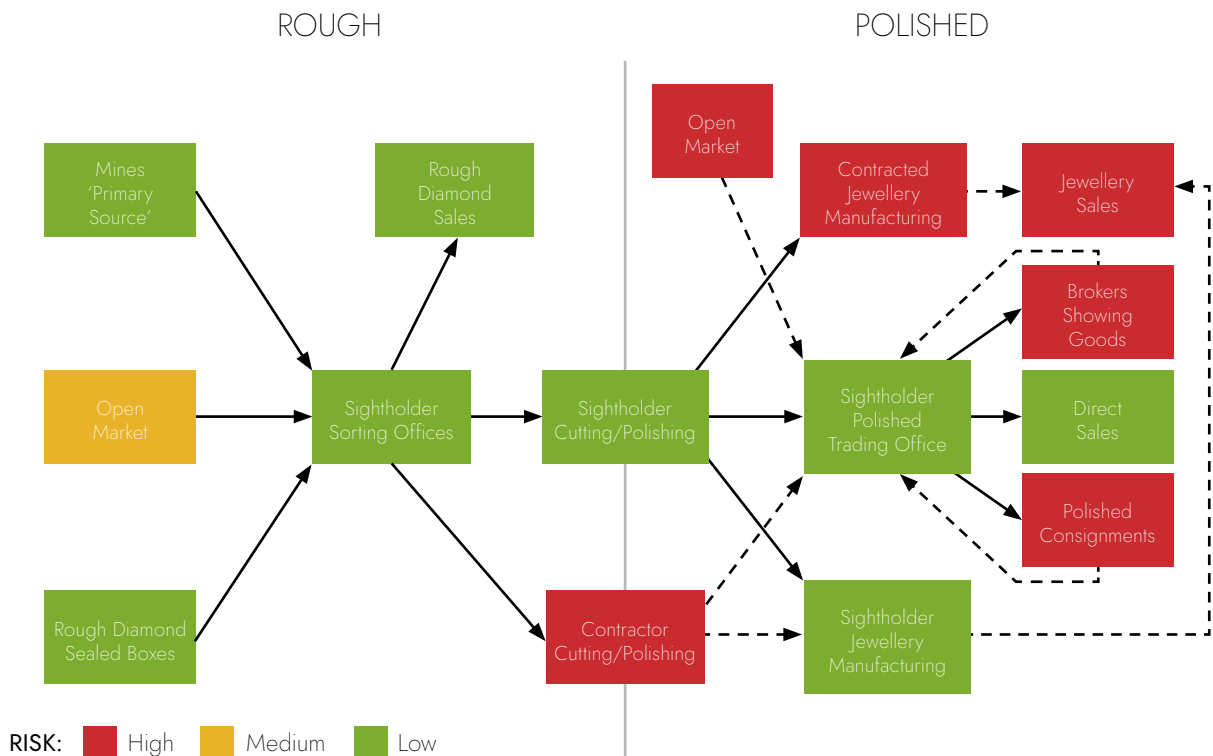 ROUGH
POLISHED
Open
Market
Mines
‘Primary
Source’
Rough
Diamond
Sales
Contracted
Jewellery
Manufacturing
Jewellery
Sales
Brokers
Showing
Goods
Open
Market
Sightholder
Sorting Offices
Sightholder
Cutting/Polishing
Sightholder
Polished
Trading Office
Direct
Sales
Polished
Consignments
Rough Diamond
Sealed Boxes
Contractor
Cutting/Polishing
Sightholder
Jewellery
Manufacturing
RISK: High Medium Low